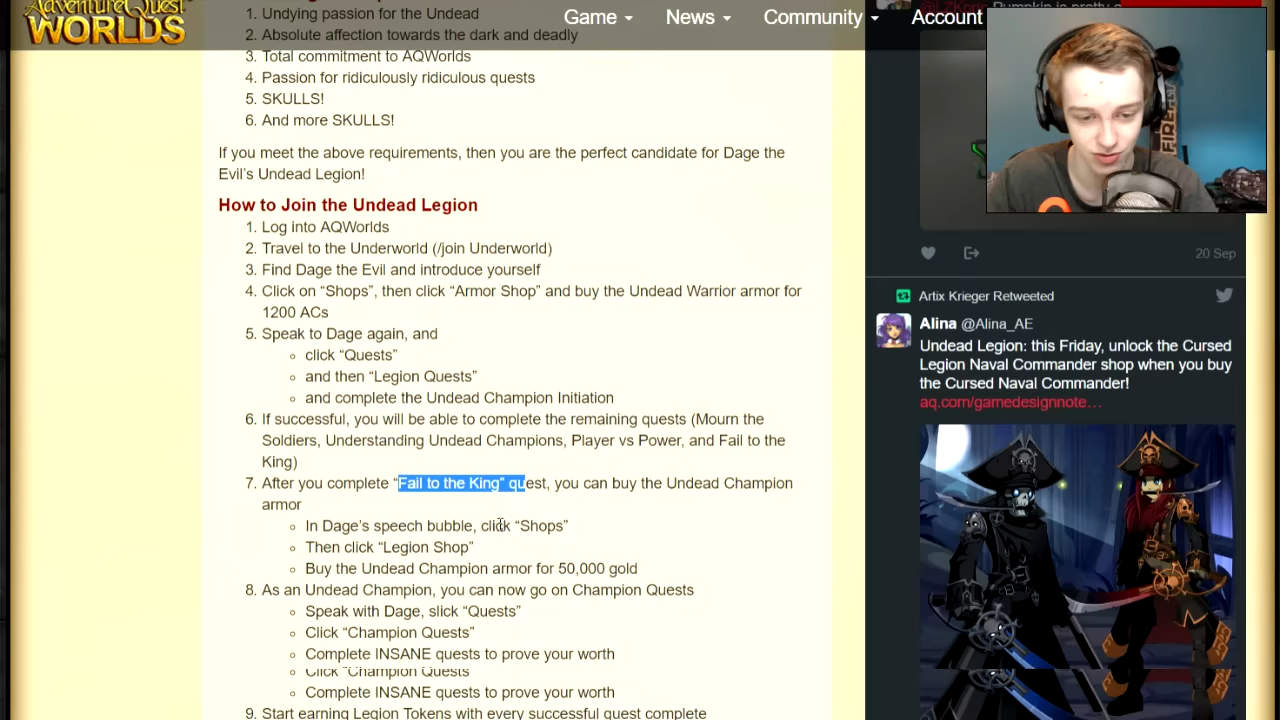 AdventureQuest
WORLDS
Game
News
Community
Account
1. Undying passion for the Undead
2. Absolute affection towards the dark and deadly
3. Total commitment to AQWorlds
4. Passion for ridiculously ridiculous quests
5. SKULLS!
6. And more SKULLS!
If you meet the above requirements, then you are the perfect candidate for Dage the
Evil's Undead Legion!
How to Join the Undead Legion
1. Log into AQWorlds
2. Travel to the Underworld (/join Underworld)
3. Find Dage the Evil and introduce yourself
4. Click on “Shops”, then click “Armor Shop” and buy the Undead Warrior armor for
1200 ACs
5. Speak to Dage again, and
click “Quests”
and then “Legion Quests”
and complete the Undead Champion Initiation
6. If successful, you will be able to complete the remaining quests (Mourn the
Soldiers, Understanding Undead Champions, Player vs Power, and Fail to the
King)
7. After you complete “Fail to the King” quest, you can buy the Undead Champion
armor
In Dage’s speech bubble, click “Shops”
Then click “Legion Shop”
Buy the Undead Champion armor for 50,000 gold
8. As an Undead Champion, you can now go on Champion Quests
Speak with Dage, slick “Quests”
Click “Champion Quests”
Complete INSANE quests to prove your worth
Click “Champion Quests
Complete INSANE quests to prove your worth
9. Start earning Legion Tokens with every successful quest complete
20 Sep
Artix Krieger Retweeted
Alina @Alina_AE
Undead Legion: this Friday, unlock the Cursed
Legion Naval Commander shop when you buy
the Cursed Naval Commander!
aq.com/gamedesignnote…